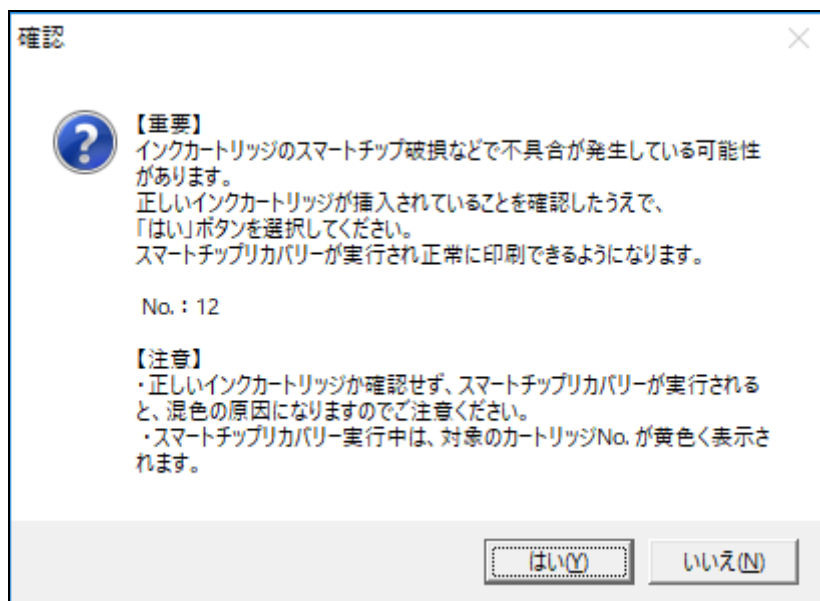 確認
【重要】
インクカートリッジのスマートチップ破損などで不具合が発生している可能性
があります。
正しいインクカートリッジが挿入されていることを確認したうえで、
「はい」ボタンを選択してください。
スマートチップリカバリーが実行され正常に印刷できるようになります。
No.：12
【注意】
・正しいインクカートリッジか確認せず、スマートチップリカバリーが実行される
と、混色の原因になりますのでご注意ください。
・スマートチップリカバリー実行中は、対象のカートリッジNo. が黄色く表示さ
れます。
はい(Y) いいえ(N)